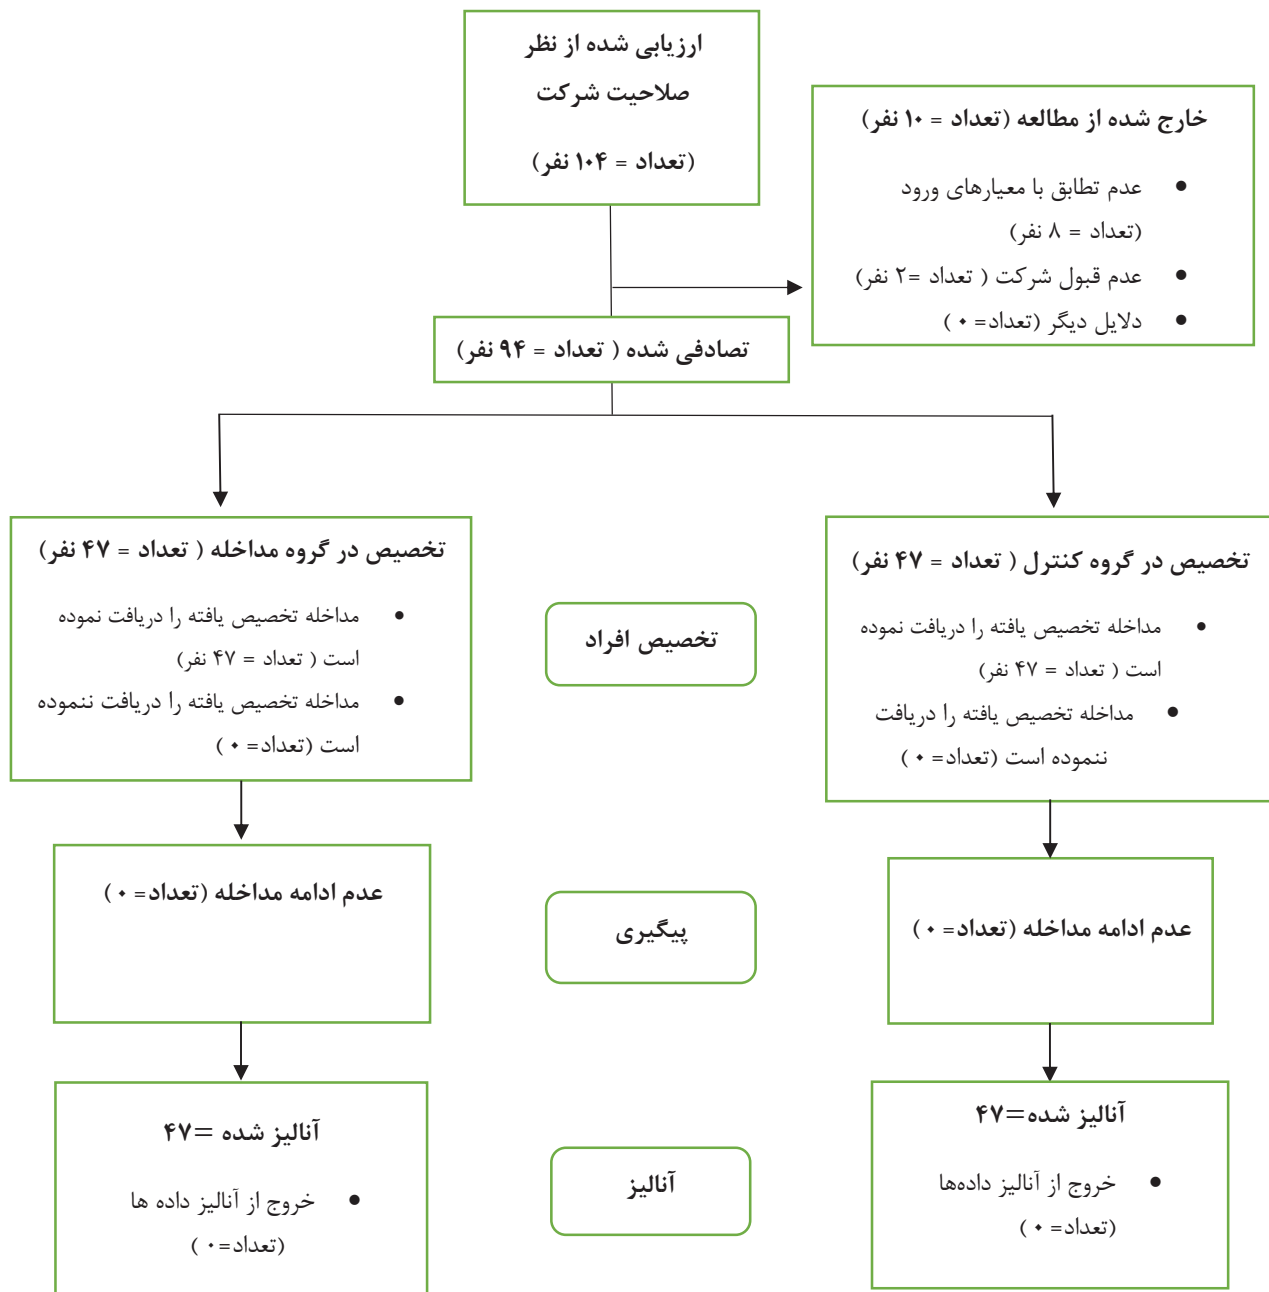 ارزیابی شده از نظر
صلاحیت شرکت
(تعداد = ۱۰۴ نفر)
خارج شده از مطالعه (تعداد = ۱۰ نفر)
• عدم تطابق با معیارهای ورود
(تعداد = ۸ نفر)
• عدم قبول شرکت ( تعداد =۲ نفر)
• دلایل دیگر (تعداد= ۰ )
تصادفی شده ( تعداد = ۹۴ نفر)
تخصیص در گروه کنترل ( تعداد = ۴۷ نفر)
• مداخله تخصیص یافته را دریافت نموده
است ( تعداد = ۴۷ نفر)
• مداخله تخصیص یافته را دریافت
ننموده است (تعداد= ۰ )
تخصیص افراد
تخصیص در گروه مداخله ( تعداد = ۴۷ نفر)
• مداخله تخصیص یافته را دریافت نموده
است ( تعداد = ۴۷ نفر)
• مداخله تخصیص یافته را دریافت ننموده
است (تعداد= ۰ )
عدم ادامه مداخله (تعداد= ۰ )
پیگیری
عدم ادامه مداخله (تعداد= ۰ )
آنالیز شده=۴۷
• خروج از آنالیز داده‌ها
(تعداد= ۰ )
آنالیز
آنالیز شده =۴۷
• خروج از آنالیز داده ها
(تعداد=۰ )